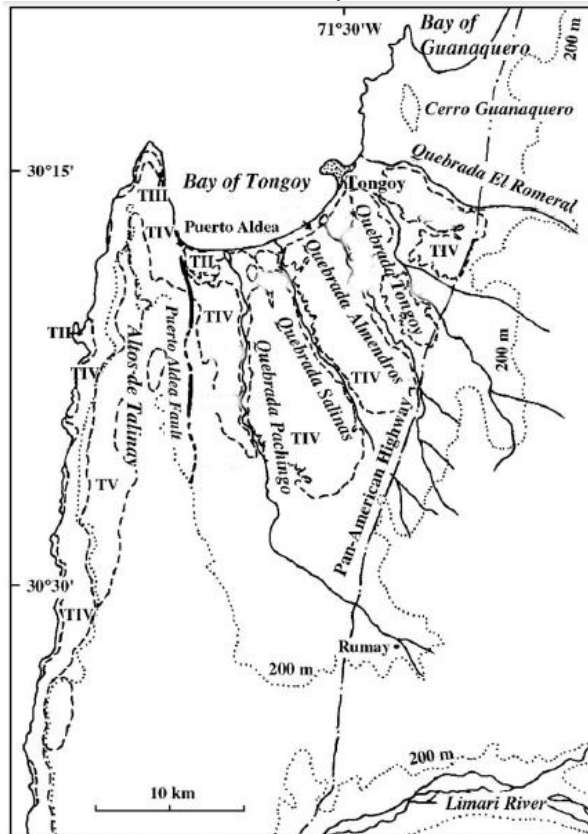 71°30'W
200 m
Bay of
Guanaquero
Cerro Guanaquero
Quebrada El Romeral
30°15'
Bay of Tongoy
Tongoy
TIII
Puerto Aldea
TIV
TIV
TIV
Quebrada Tongoy
Quebrada Almendros
TIV
Puerto Aldea Fault
Altos de Talinay
TIV
Quebrada Salinas
Quebrada Pachingo
200 m
TIV
TIV
TV
Pan-American Highway
30°30'
TIV
Rumay
200 m
200 m
10 km
Limari River